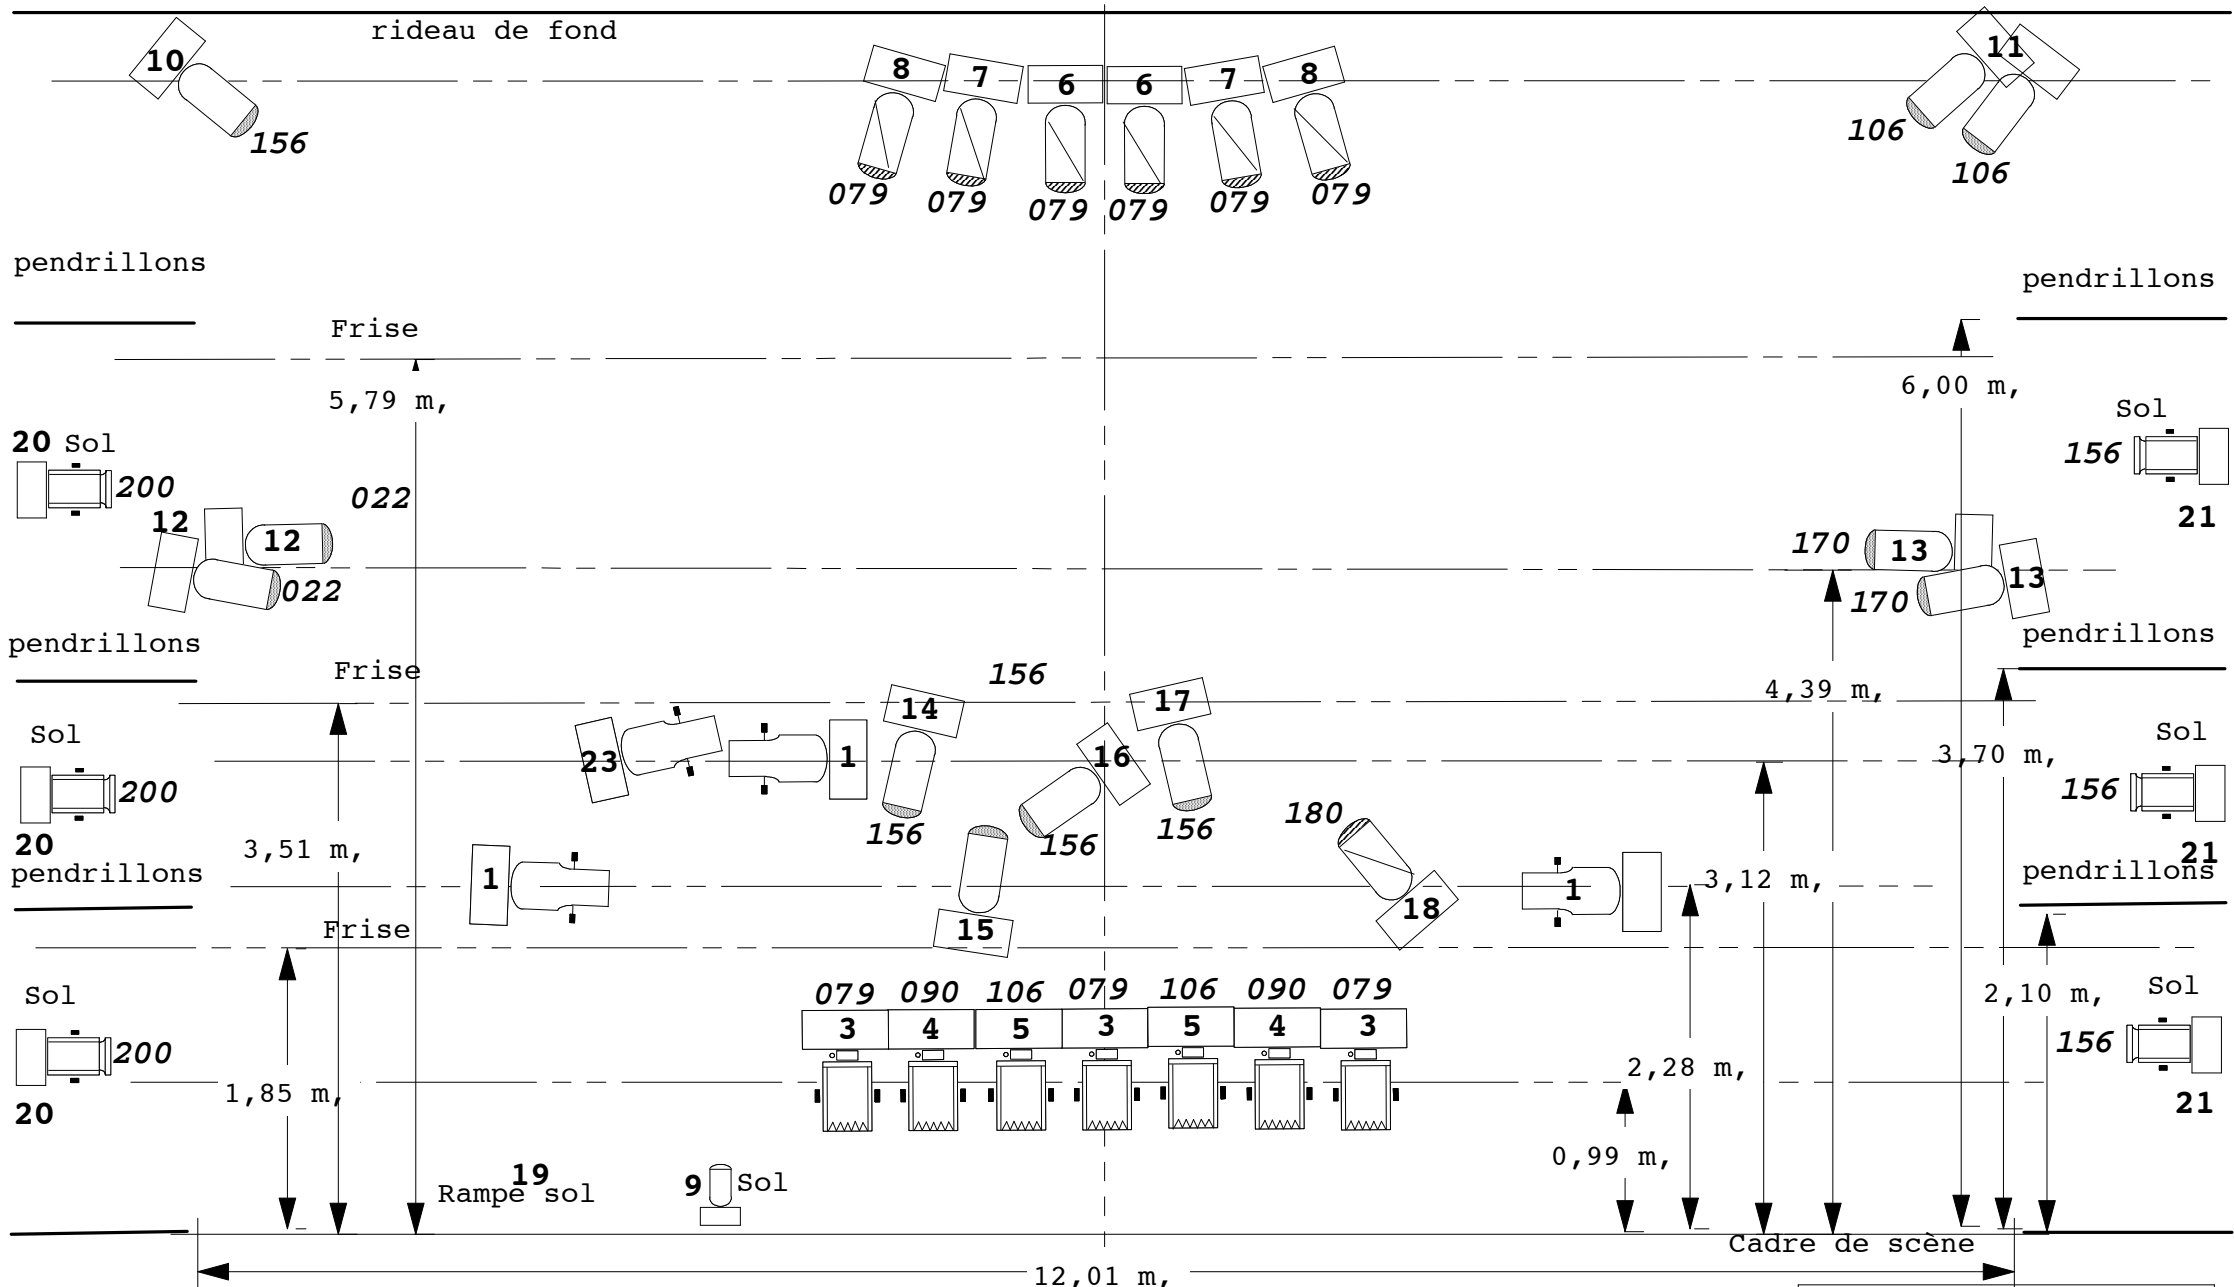 rideau de fond
10
8
7
6
6
7
8
11
156
106
106
079
079
079
079
079
079
pendrillons
pendrillons
Frise
5,79 m,
6,00 m,
Sol
20 Sol
156
200
022
12
12
21
170
13
13
022
170
pendrillons
pendrillons
Frise
156
4,39 m,
14
17
Sol
Sol
23
1
16
3,70 m,
200
156
180
156
156
156
20
3,51 m,
21
pendrillons
pendrillons
1
3,12 m,
1
18
Frise
15
Sol
079
090
106
079
106
090
079
2,10 m,
Sol
3
4
5
3
5
4
3
200
156
1,85 m,
2,28 m,
20
21
0,99 m,
19
Rampe sol
9
Sol
Cadre de scène
12,01 m,